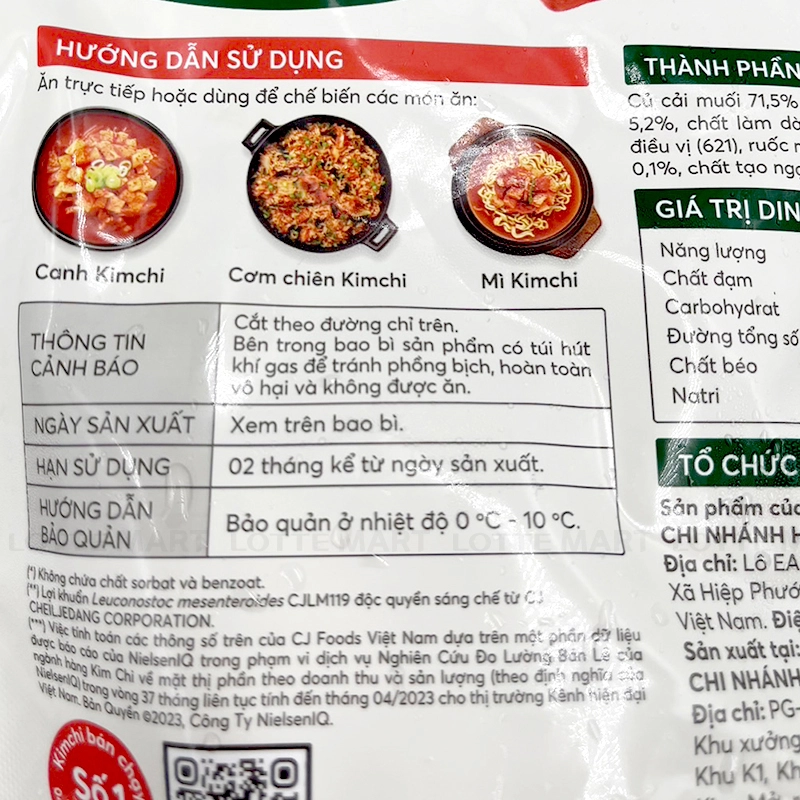 HƯỚNG DẪN SỬ DỤNG
Ăn trực tiếp hoặc dùng để chế biến các món ăn:
Canh Kimchi
Cơm chiên Kimchi
Mì Kimchi
THÔNG TIN
CẢNH BÁO
Cắt theo đường chỉ trên.
Bên trong bao bì sản phẩm có túi hút
khí gas để tránh phồng bịch, hoàn toàn
vô hại và không được ăn.
NGÀY SẢN XUẤT
Xem trên bao bì.
HẠN SỬ DỤNG
02 tháng kể từ ngày sản xuất.
HƯỚNG DẪN
BẢO QUẢN
Bảo quản ở nhiệt độ 0 ºC - 10 ºC.
LOTTE MART LOTTE MART LOTTE MART
(*) Không chứa chất sorbat và benzoat.
(**) Lợi khuẩn Leuconostoc mesenteroides CJLM119 độc quyền sáng chế từ CJ
CHEILJEDANG CORPORATION.
(***) Việc tính toán các thông số trên của CJ Foods Việt Nam dựa trên một phần dữ liệu
được báo cáo của NielsenIQ trong phạm vi dịch vụ Nghiên Cứu Đo Lường Bán Lẻ của
ngành hàng Kim Chi về mặt thị phần theo doanh thu và sản lượng (theo định nghĩa của
NielsenIQ) trong vòng 37 tháng liên tục tính đến tháng 04/2023 cho thị trường Kênh hiện đại
Việt Nam. Bản Quyền ©2023, Công Ty NielsenIQ.
Kimchi bán chạy
Số 1
THÀNH PHẦN
Củ cải muối 71,5%
5,2%, chất làm
điều vị (621), ruốc
0,1%, chất tạo
GIÁ TRỊ
Năng lượng
Chất đạm
Carbohydrat
Đường tổng số
Chất béo
Natri
TỔ CHỨC
Sản phẩm của
CHI NHÁNH
Địa chỉ: Lô
Xã Hiệp
Việt Nam.
Sản xuất tại:
CHI NHÁNH
Địa chỉ: PG-
Khu xưởng
Khu K1,